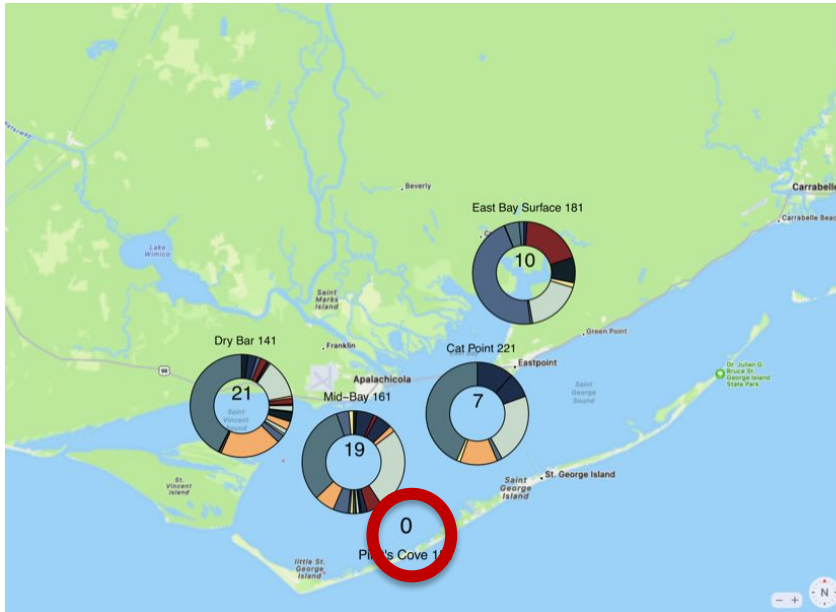 Carrabelle
Carrabelle Beac
Beverly
East Bay Surface 181
10
Lake
Wimico
Saint
Marks
Island
Green Point
Dry Bar 141
Franklin
Cat Point 221
Eastpoint
98
Apalachicola
Dr. Julian G.
Bruce St.
George Island
State Park
21
Saint
Vincent
Sound
Mid-Bay 161
7
Saint
George
Sound
19
St.
Vincent
Island
St. George Island
Saint
George
Island
0
Cove
little St.
George
Island
- +
N